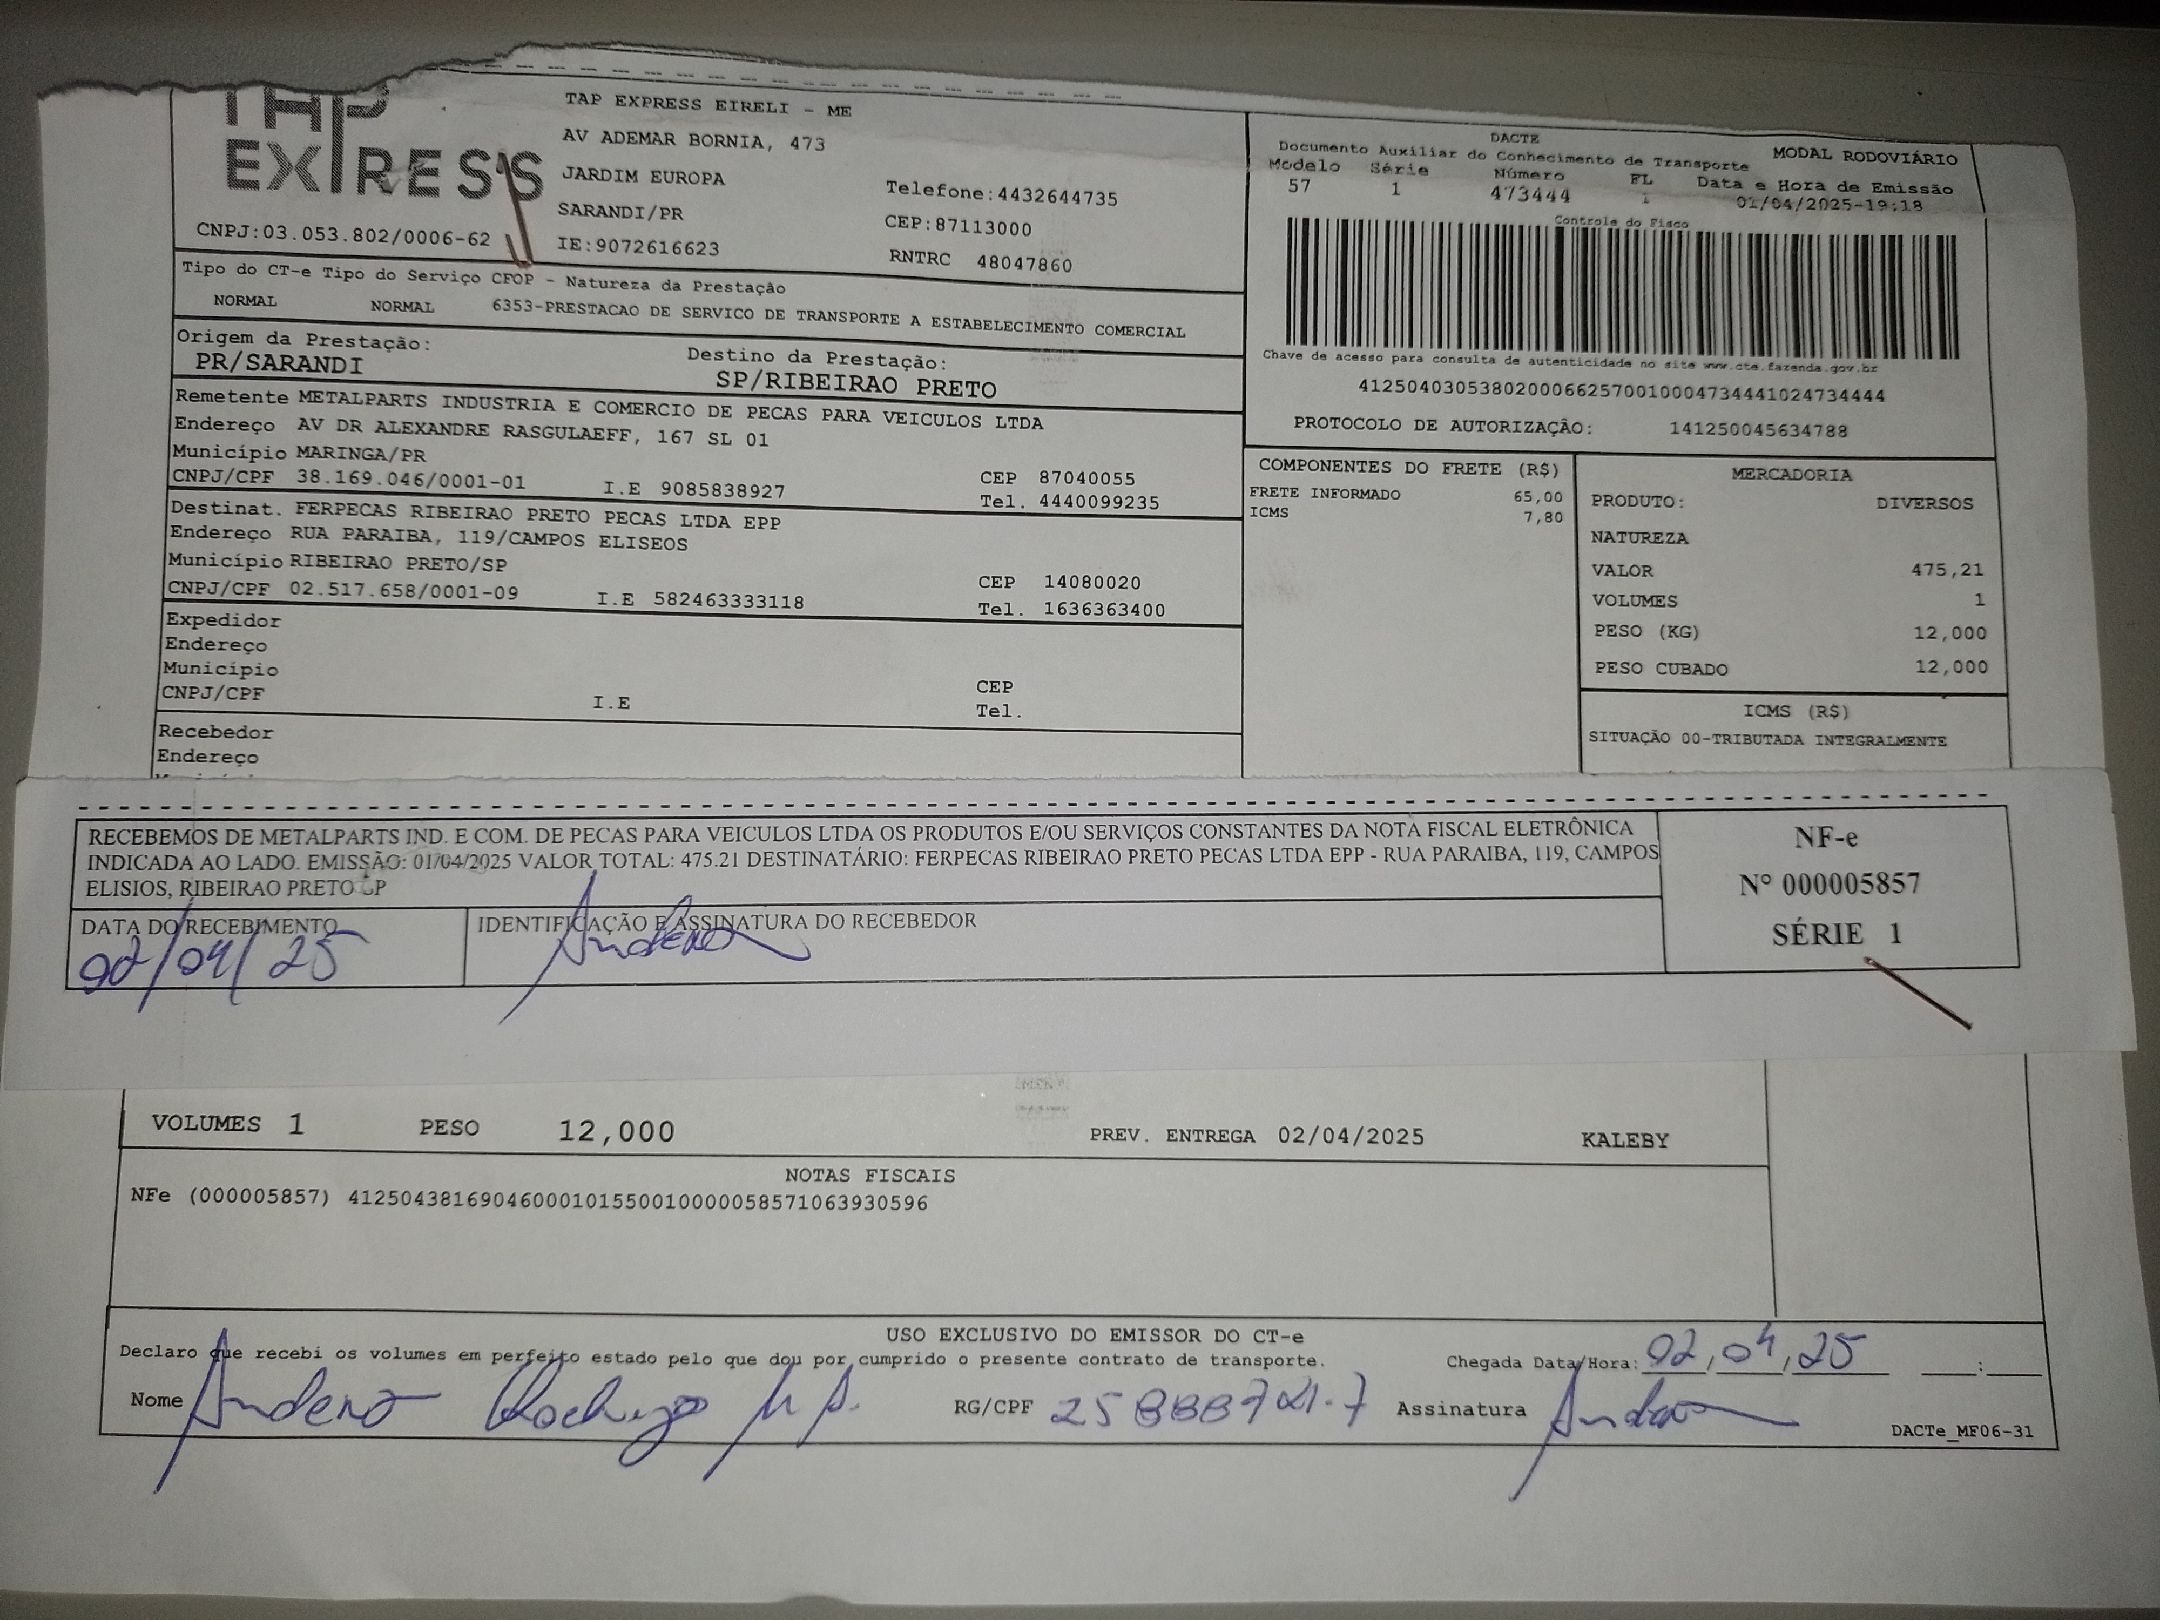 TAP
EXPRESS
CNPJ:03.053.802/0006-62
TAP EXPRESS EIRELI - ME
AV ADEMAR BORNIA, 473
JARDIM EUROPA
SARANDI/PR
IE:9072616623
Telefone:4432644735
CEP:87113000
RNTRC 48047860
DACTE
Documento Auxiliar do Conhecimento de Transporte MODAL RODOVIÁRIO
Modelo Série Número FL Data e Hora de Emissão
57 1 473444 1 01/04/2025-19:18
Controle do Fisco
Chave de acesso para consulta de autenticidade no site www.cte.fazenda.gov.br
41250403053802000662570010004734441024734444
PROTOCOLO DE AUTORIZAÇÃO: 141250045634788
Tipo do CT-e Tipo do Serviço CFOP - Natureza da Prestação
NORMAL NORMAL 6353-PRESTACAO DE SERVICO DE TRANSPORTE A ESTABELECIMENTO COMERCIAL
Origem da Prestação: Destino da Prestação:
PR/SARANDI SP/RIBEIRAO PRETO
Remetente METALPARTS INDUSTRIA E COMERCIO DE PECAS PARA VEICULOS LTDA
Endereço AV DR ALEXANDRE RASGULAEFF, 167 SL 01
Município MARINGA/PR CEP 87040055
CNPJ/CPF 38.169.046/0001-01 I.E 9085838927 Tel. 4440099235
Destinat. FERPECAS RIBEIRAO PRETO PECAS LTDA EPP
Endereço RUA PARAIBA, 119/CAMPOS ELISEOS
Município RIBEIRAO PRETO/SP CEP 14080020
CNPJ/CPF 02.517.658/0001-09 I.E 582463333118 Tel. 1636363400
Expedidor
Endereço
Município CEP
CNPJ/CPF I.E Tel.
Recebedor
Endereço
COMPONENTES DO FRETE (R$)
FRETE INFORMADO 65,00
ICMS 7,80
MERCADORIA
PRODUTO: DIVERSOS
NATUREZA
VALOR 475,21
VOLUMES 1
PESO (KG) 12,000
PESO CUBADO 12,000
ICMS (R$)
SITUAÇÃO 00-TRIBUTADA INTEGRALMENTE
RECEBEMOS DE METALPARTS IND. E COM. DE PECAS PARA VEICULOS LTDA OS PRODUTOS E/OU SERVIÇOS CONSTANTES DA NOTA FISCAL ELETRÔNICA
INDICADA AO LADO. EMISSÃO: 01/04/2025 VALOR TOTAL: 475.21 DESTINATÁRIO: FERPECAS RIBEIRAO PRETO PECAS LTDA EPP - RUA PARAIBA, 119, CAMPOS
ELISIOS, RIBEIRAO PRETO SP
DATA DO RECEBIMENTO IDENTIFICAÇÃO E ASSINATURA DO RECEBEDOR
02/04/25
NF-e
Nº 000005857
SÉRIE 1
VOLUMES 1 PESO 12,000 PREV. ENTREGA 02/04/2025 KALEBY
NOTAS FISCAIS
NFe (000005857) 41250438169046000101550010000058571063930596
USO EXCLUSIVO DO EMISSOR DO CT-e
Declaro que recebi os volumes em perfeito estado pelo que dou por cumprido o presente contrato de transporte. Chegada Data/Hora: 02,04,25 :
Nome RG/CPF 25888721-7 Assinatura
DACTe_MF06-31